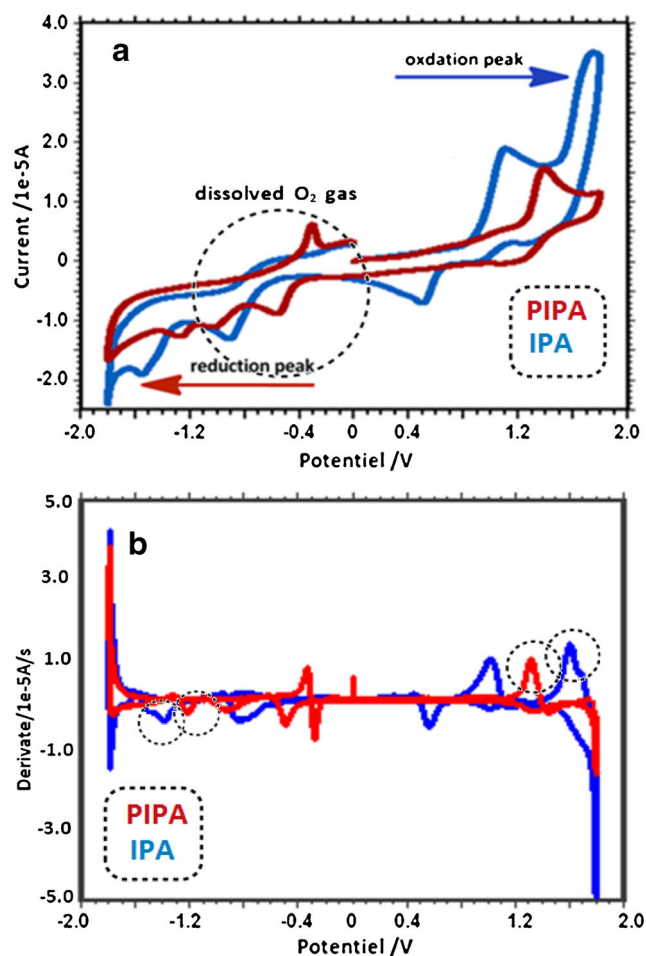 4.0
a
oxdation peak
3.0
2.0
dissolved O₂ gas
1.0
0
-1.0
-2.0
Current /1e-5A
PIPA
IPA
reduction peak
-2.0 -1.2 -0.4 0 0.4 1.2 2.0
Potentiel /V
5.0
b
3.0
1.0
-1.0
-3.0
-5.0
Derivate/1e-5A/s
PIPA
IPA
-2.0 -1.2 -0.4 0 0.4 1.2 2.0
Potentiel /V